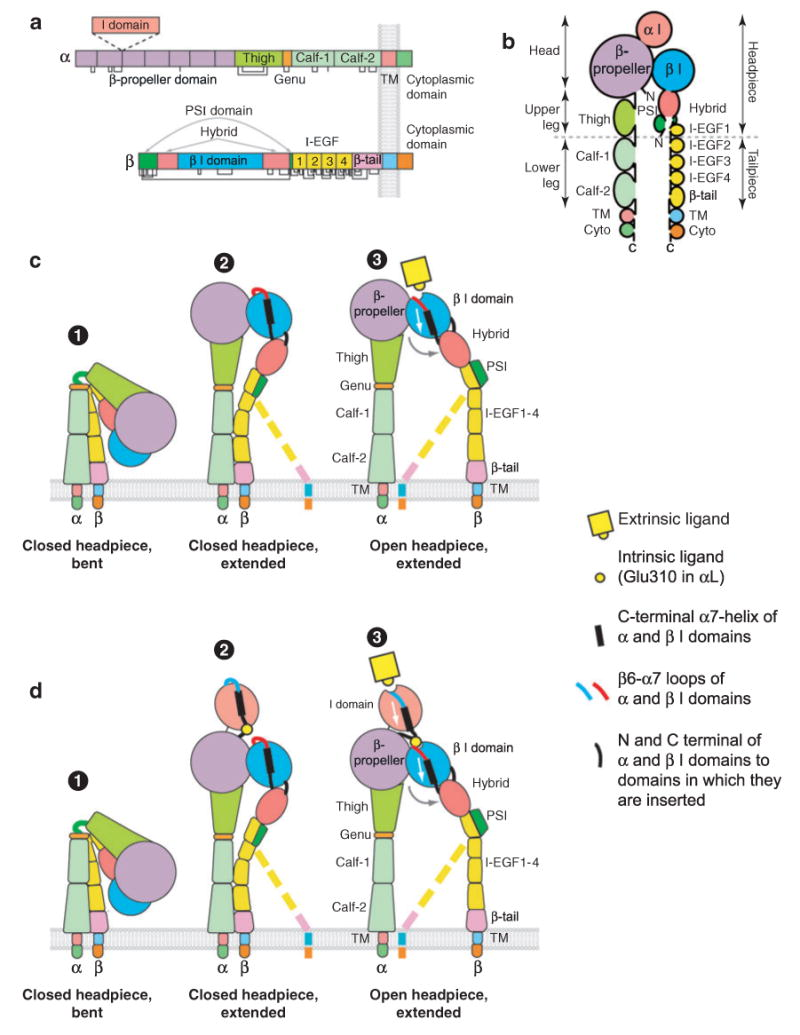 a
I domain
α
Thigh
Calf-1
Calf-2
β-propeller domain
Genu
TM
Cytoplasmic
domain
PSI domain
Hybrid
I-EGF
Cytoplasmic
domain
β
β I domain
1 2 3 4
β-tail
b
Head
Upper
leg
Lower
leg
α I
β-
propeller
β I
N
PSI
Hybrid
Thigh
N
I-EGF1
Calf-1
I-EGF2
I-EGF3
I-EGF4
Calf-2
β-tail
TM
TM
Cyto
Cyto
C
C
Headpiece
Tailpiece
c
1
α β
Closed headpiece,
bent
2
α β
Closed headpiece,
extended
3
β-
propeller
β I domain
Hybrid
Thigh
PSI
Genu
Calf-1
I-EGF1-4
Calf-2
β-tail
TM
TM
α
β
Open headpiece,
extended
d
1
α β
Closed headpiece,
bent
2
α β
Closed headpiece,
extended
3
I domain
β-
propeller
β I domain
Hybrid
Thigh
PSI
Genu
Calf-1
I-EGF1-4
Calf-2
β-tail
TM
TM
α
β
Open headpiece,
extended
Extrinsic ligand
Intrinsic ligand
(Glu310 in αL)
C-terminal α7-helix of
α and β I domains
β6-α7 loops of
α and β I domains
N and C terminal of
α and β I domains to
domains in which they
are inserted